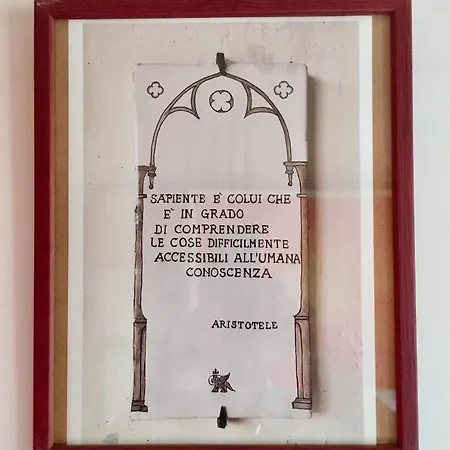 SAPIENTE E' COLUI CHE
E' IN GRADO
DI COMPRENDERE
LE COSE DIFFICILMENTE
ACCESSIBILI ALL'UMANA
CONOSCENZA
ARISTOTELE